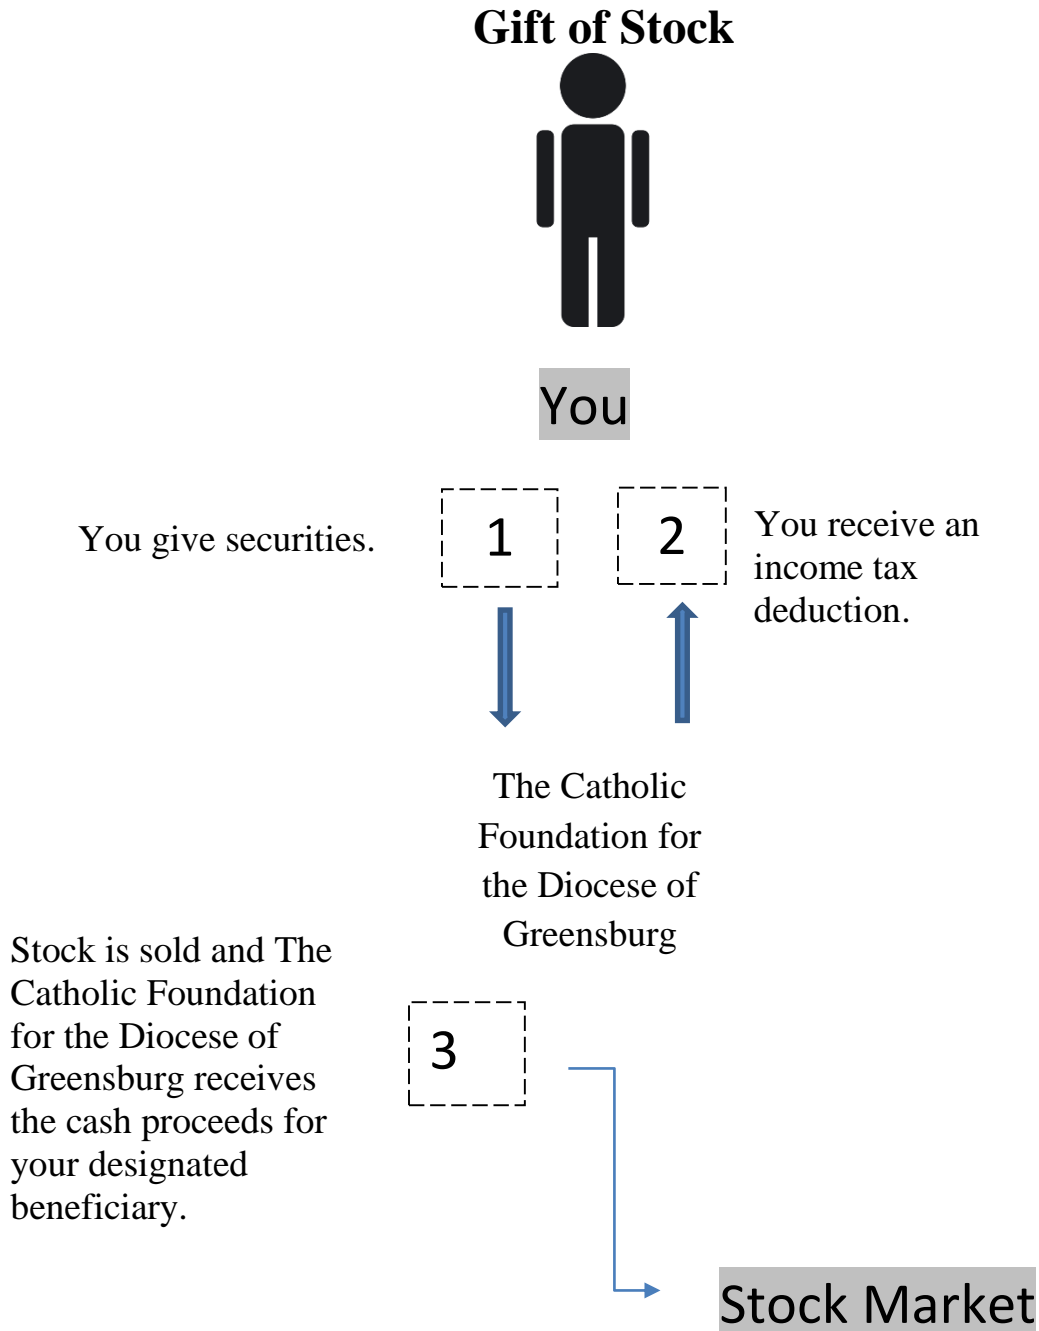 Gift of Stock
You
You give securities.
1
2
You receive an
income tax
deduction.
The Catholic
Foundation for
the Diocese of
Greensburg
Stock is sold and The
Catholic Foundation
for the Diocese of
Greensburg receives
the cash proceeds for
your designated
beneficiary.
3
Stock Market